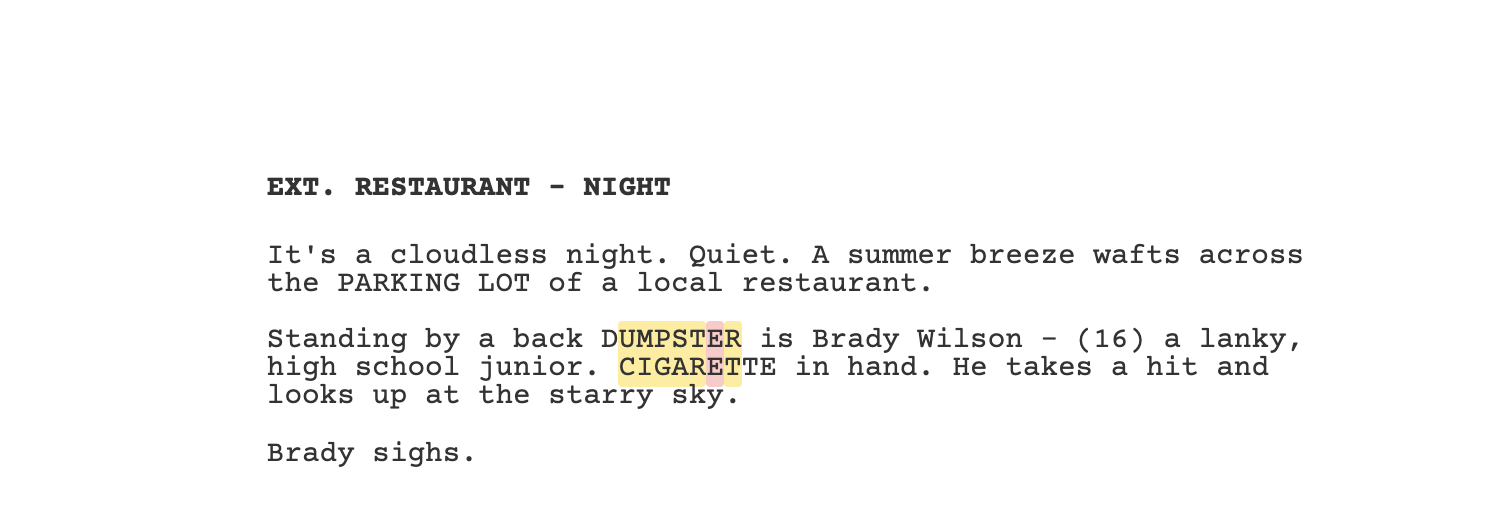 EXT. RESTAURANT - NIGHT
It's a cloudless night. Quiet. A summer breeze wafts across
the PARKING LOT of a local restaurant.
Standing by a back DUMPSTER is Brady Wilson - (16) a lanky,
high school junior. CIGARETTE in hand. He takes a hit and
looks up at the starry sky.
Brady sighs.